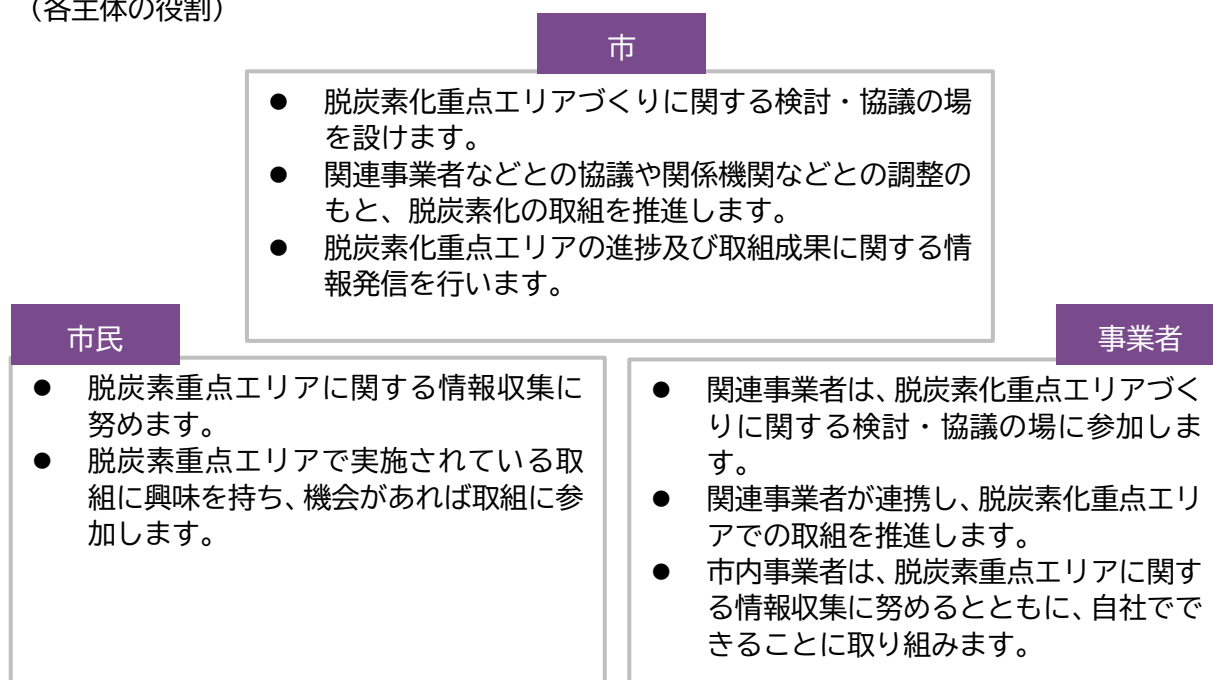 （各主体の役割）
市
● 脱炭素化重点エリアづくりに関する検討・協議の場
を設けます。
● 関連事業者などとの協議や関係機関などとの調整の
もと、脱炭素化の取組を推進します。
● 脱炭素化重点エリアの進捗及び取組成果に関する情
報発信を行います。
市民
● 脱炭素重点エリアに関する情報収集に
努めます。
● 脱炭素重点エリアで実施されている取
組に興味を持ち、機会があれば取組に参
加します。
事業者
● 関連事業者は、脱炭素化重点エリアづく
りに関する検討・協議の場に参加しま
す。
● 関連事業者が連携し、脱炭素化重点エリ
アでの取組を推進します。
● 市内事業者は、脱炭素重点エリアに関す
る情報収集に努めるとともに、自社でで
きることに取り組みます。